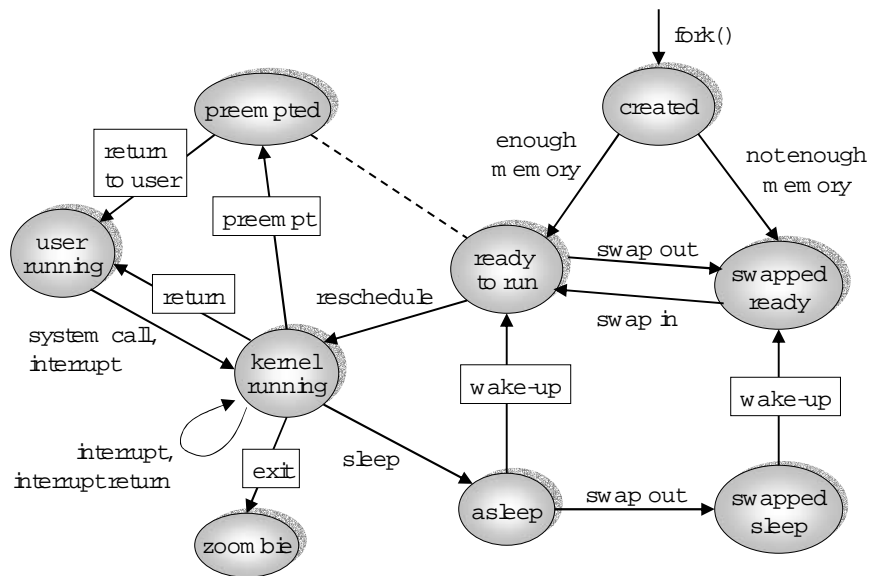 fork()
preempted
created
return
to user
enough
memory
not enough
memory
preempt
user
running
ready
to run
swap out
swapped
ready
return
reschedule
swap in
system call,
interrupt
kernel
running
wake-up
wake-up
interrupt,
interrupt return
exit
sleep
asleep
swap out
swapped
sleep
zoombie